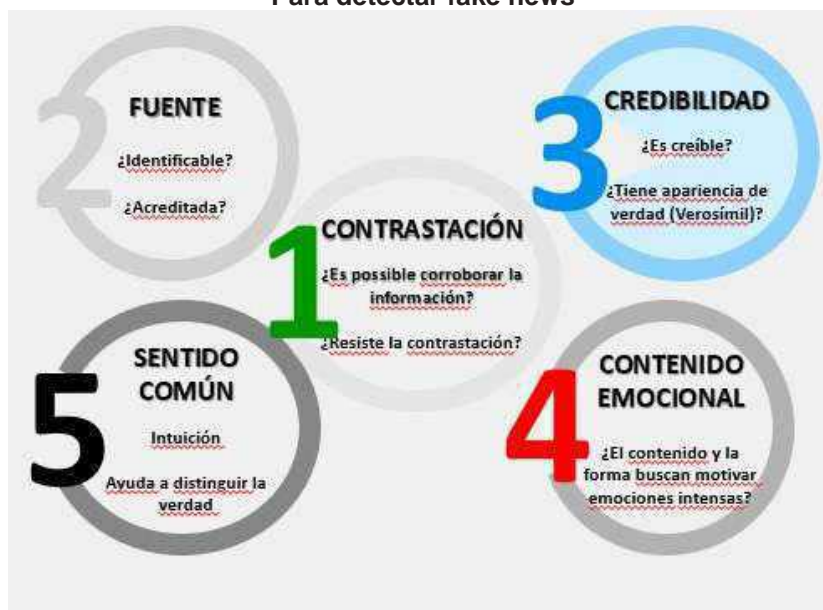 Para detectar fake news
2
FUENTE
¿Identificable?
¿Acreditada?
3
CREDIBILIDAD
¿Es creíble?
¿Tiene apariencia de
verdad (Verosímil)?
1
CONTRASTACIÓN
¿Es possible corroborar la
información?
¿Resiste la contrastación?
5
SENTIDO
COMÚN
Intuición
Ayuda a distinguir la
verdad
4
CONTENIDO
EMOCIONAL
¿El contenido y la
forma buscan motivar
emociones intensas?